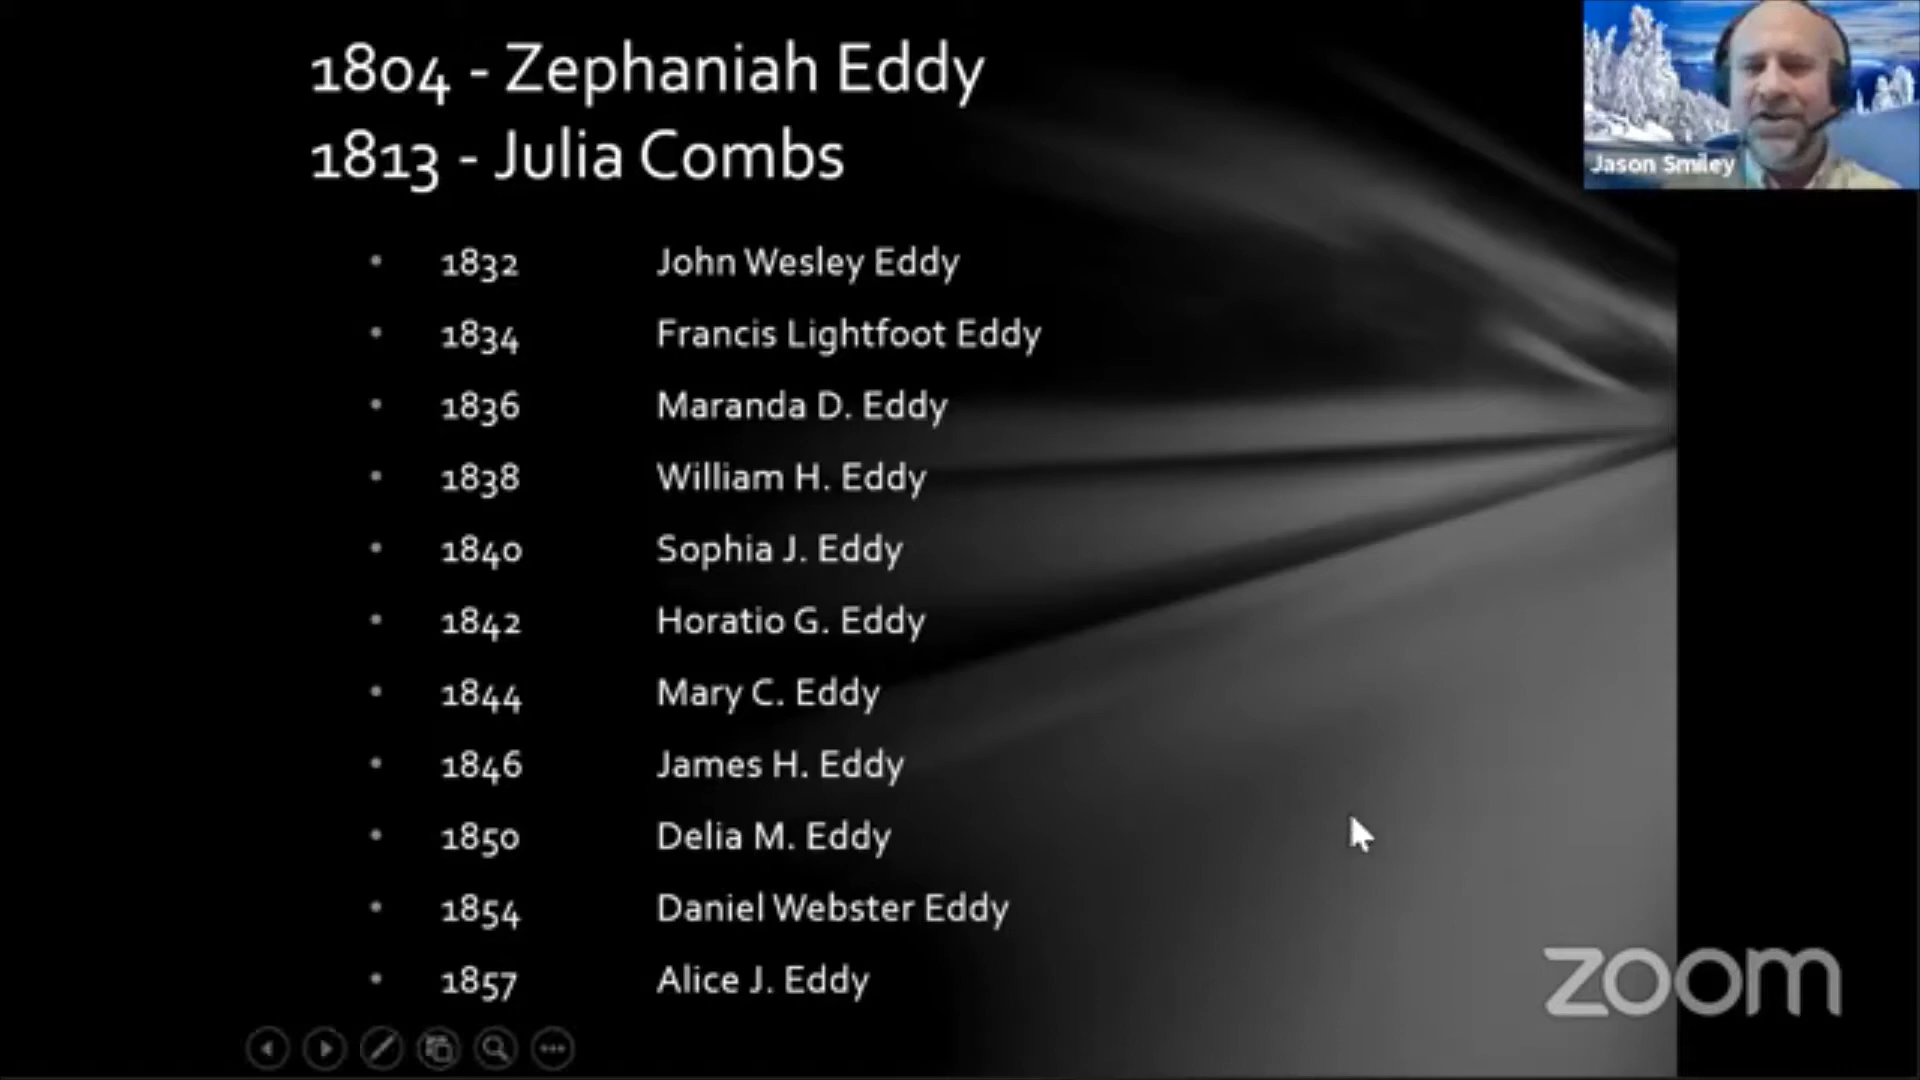 1804 - Zephaniah Eddy
1813 - Julia Combs
Jason Smiley
• 1832 John Wesley Eddy
• 1834 Francis Lightfoot Eddy
• 1836 Maranda D. Eddy
• 1838 William H. Eddy
• 1840 Sophia J. Eddy
• 1842 Horatio G. Eddy
• 1844 Mary C. Eddy
• 1846 James H. Eddy
• 1850 Delia M. Eddy
• 1854 Daniel Webster Eddy
• 1857 Alice J. Eddy
zoom